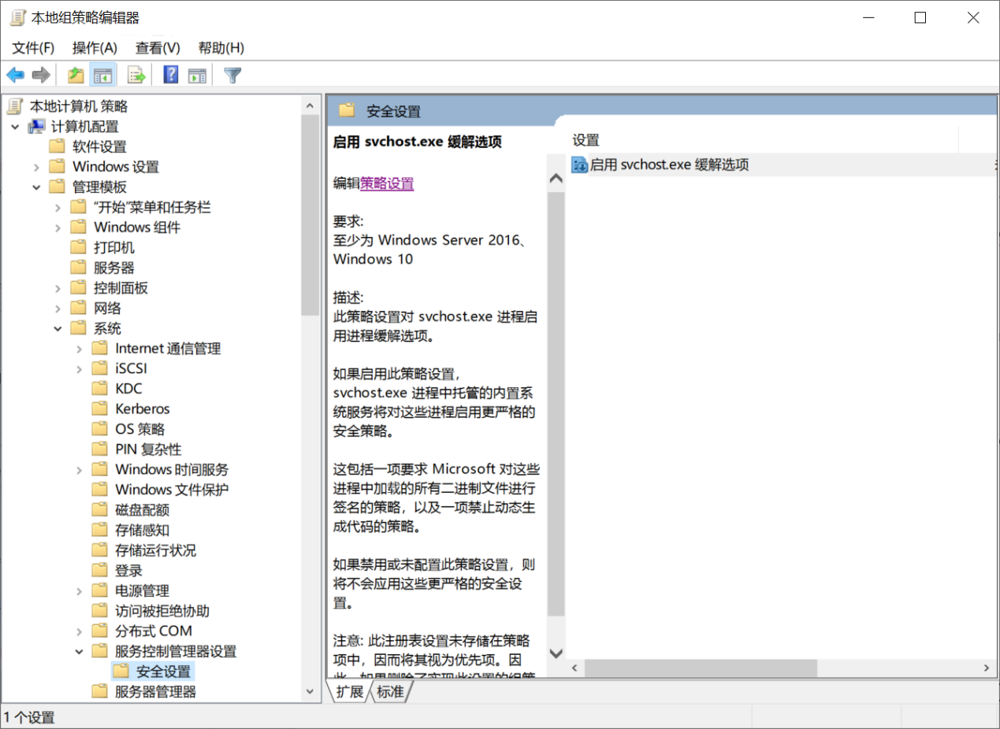 本地组策略编辑器
文件(F) 操作(A) 查看(V) 帮助(H)
本地计算机 策略
计算机配置
软件设置
Windows 设置
管理模板
“开始”菜单和任务栏
Windows 组件
打印机
服务器
控制面板
网络
系统
Internet 通信管理
iSCSI
KDC
Kerberos
OS 策略
PIN 复杂性
Windows 时间服务
Windows 文件保护
磁盘配额
存储感知
存储运行状况
登录
电源管理
访问被拒绝协助
分布式 COM
服务控制管理器设置
安全设置
服务器管理器
安全设置
启用 svchost.exe 缓解选项
编辑策略设置
要求:
至少为 Windows Server 2016、
Windows 10
描述:
此策略设置对 svchost.exe 进程启
用进程缓解选项。
如果启用此策略设置，
svchost.exe 进程中托管的内置系
统服务将对这些进程启用更严格的
安全策略。
这包括一项要求 Microsoft 对这些
进程中加载的所有二进制文件进行
签名的策略，以及一项禁止动态生
成代码的策略。
如果禁用或未配置此策略设置，则
将不会应用这些更严格的安全设
置。
注意: 此注册表设置未存储在策略
项中，因而将其视为优先项。因
此，如果删除了实现此设置的组策
设置
启用 svchost.exe 缓解选项
扩展 标准
1 个设置